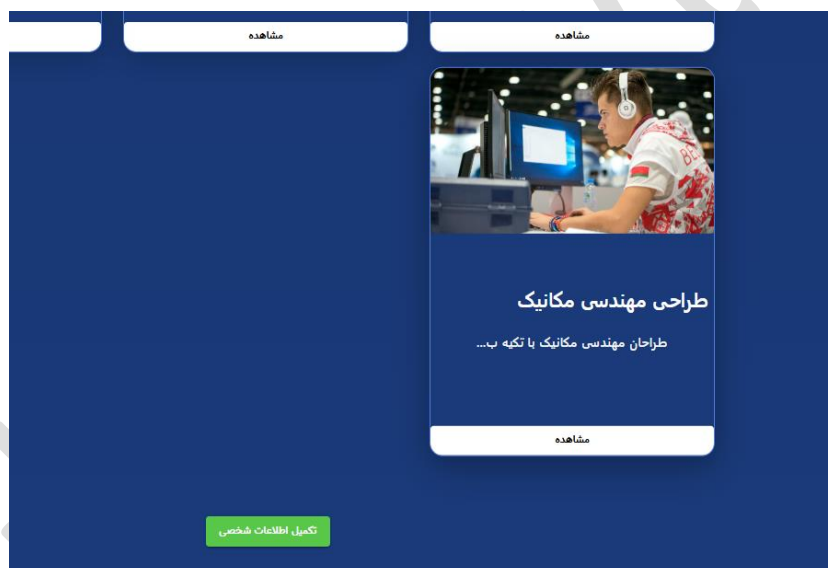 مشاهده
مشاهده
طراحی مهندسی مکانیک
طراحان مهندسی مکانیک با تکیه ب...
مشاهده
تکمیل اطلاعات شخصی